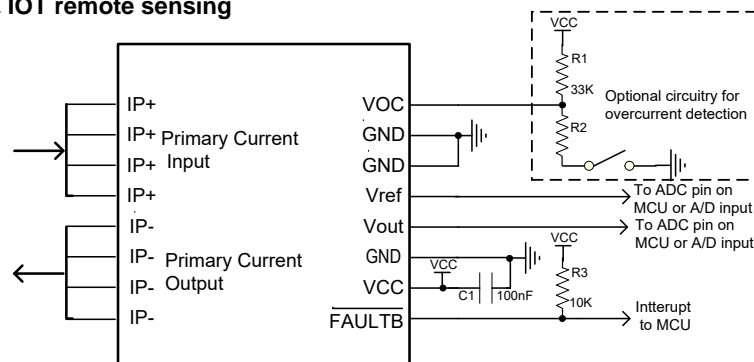 IOT remote sensing
IP+
IP+
IP+
IP+
IP-
IP-
IP-
IP-
Primary Current
Input
Primary Current
Output
VOC
GND
GND
Vref
Vout
GND
VCC
FAULTB
VCC
R1
33K
R2
Optional circuitry for
overcurrent detection
To ADC pin on
MCU or A/D input
To ADC pin on
MCU or A/D input
VCC
C1
100nF
VCC
R3
10K
Intterupt
to MCU